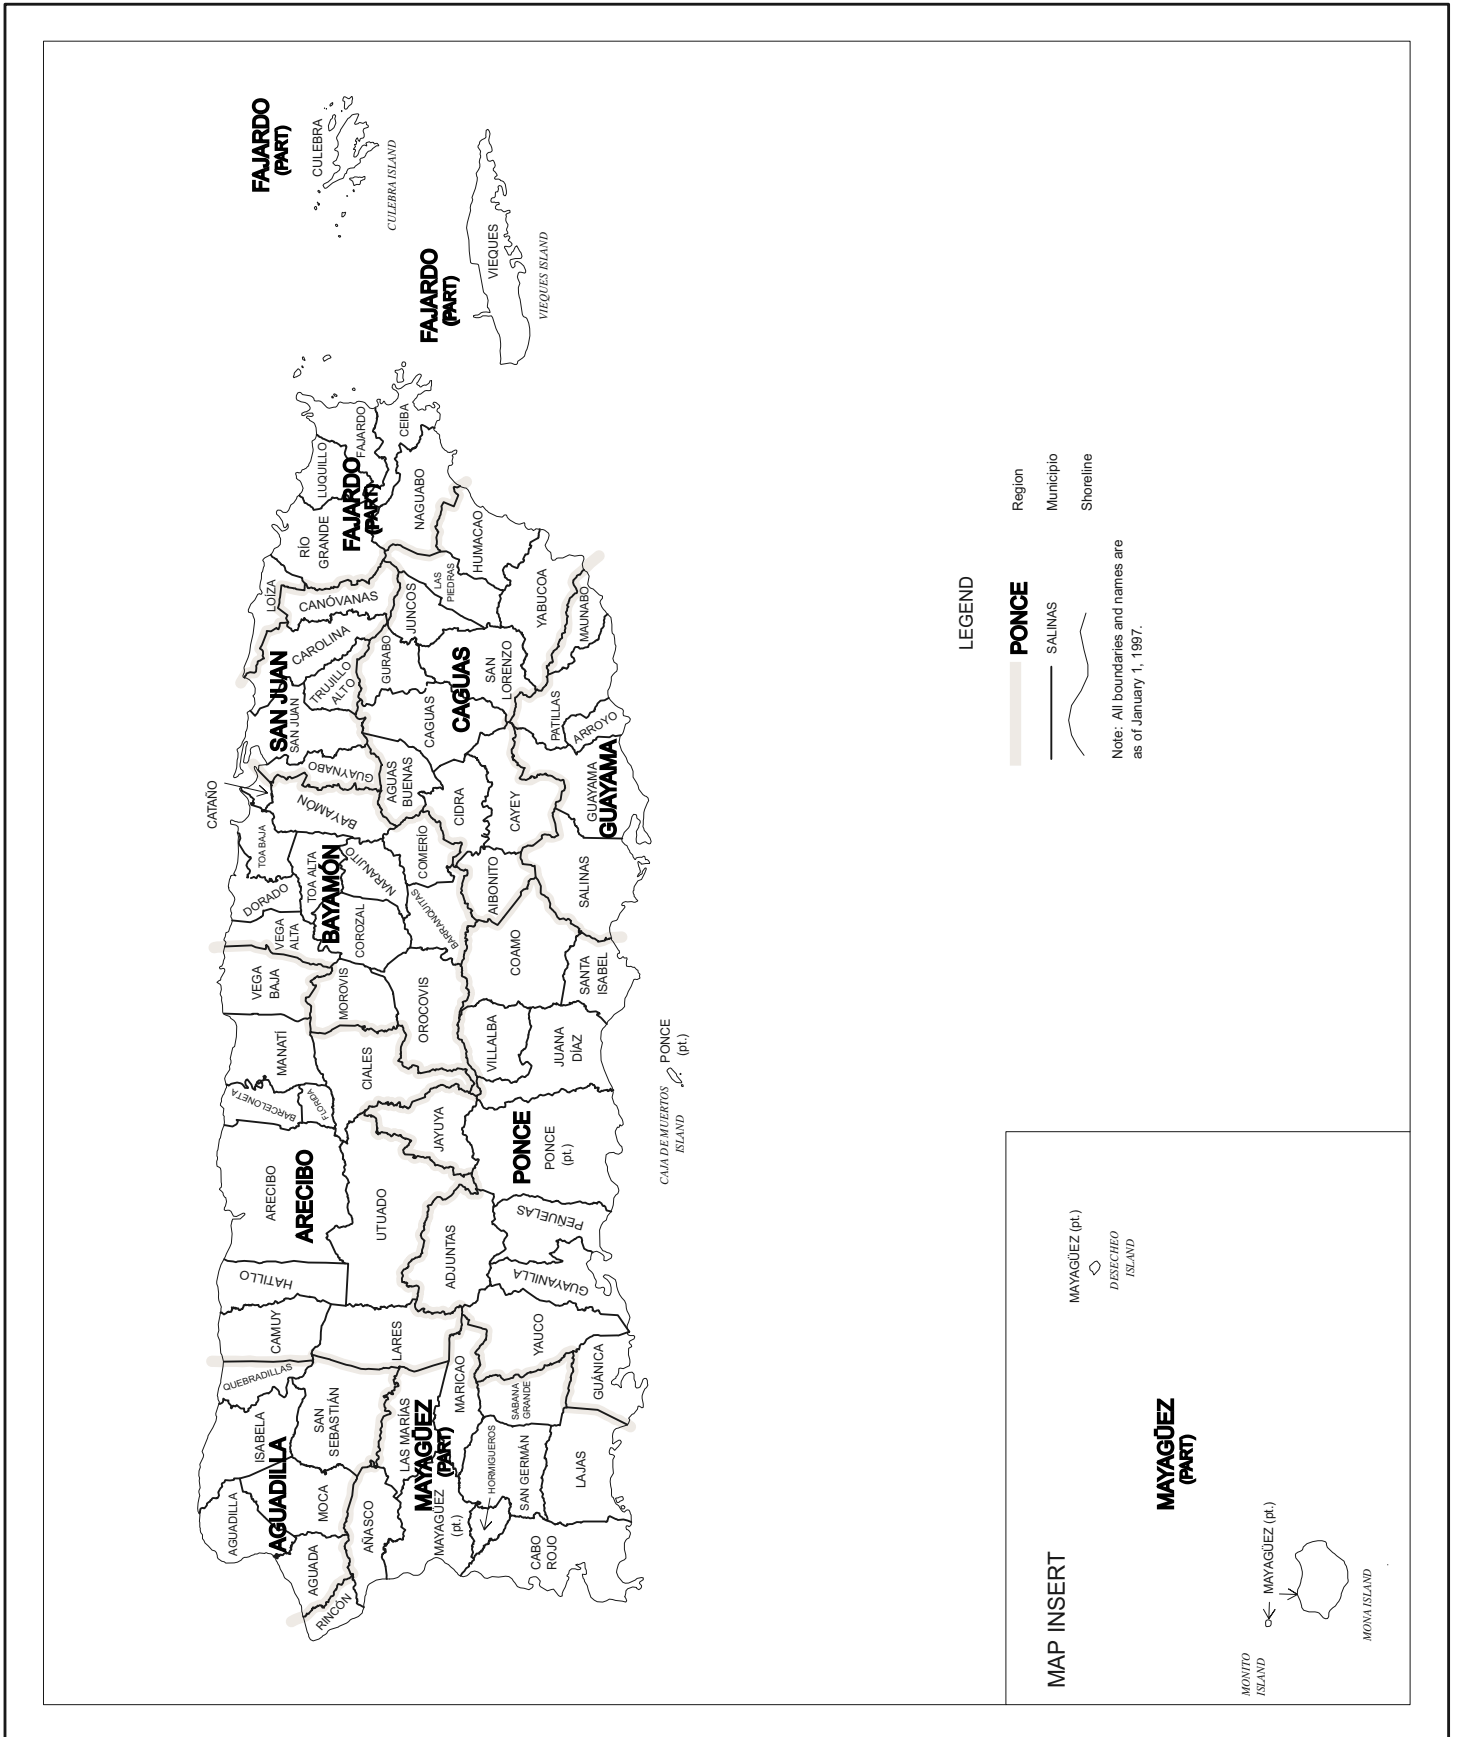 FAJARDO
(PART)
CULEBRA
CULEBRA ISLAND
FAJARDO
(PART)
VIEQUES
VIEQUES ISLAND
LUQUILLO
FAJARDO
CEIBA
FAJARDO
(PART)
RÍO
GRANDE
NAGUABO
HUMACAO
LOÍZA
CANÓVANAS
CAROLINA
TRUJILLO
ALTO
SAN JUAN
SAN JUAN
GUAYNABO
GURABO
JUNCOS
LAS
PIEDRAS
YABUCOA
MAUNABO
SAN
LORENZO
CAGUAS
CAGUAS
PATILLAS
ARROYO
GUAYAMA
GUAYAMA
AGUAS
BUENAS
CIDRA
CAYEY
CATAÑO
BAYAMÓN
TOA BAJA
TOA ALTA
BAYAMÓN
NARANJITO
COMERÍO
DORADO
VEGA
ALTA
COROZAL
BARRANQUITAS
AIBONITO
SALINAS
VEGA
BAJA
MOROVIS
OROCOVIS
COAMO
SANTA
ISABEL
MANATÍ
CIALES
VILLALBA
JUANA
DÍAZ
BARCELONETA
FLORIDA
JAYUYA
PONCE
PONCE
(pt.)
CAJA DE MUERTOS
ISLAND
PONCE
(pt.)
ARECIBO
ARECIBO
UTUADO
ADJUNTAS
PEÑUELAS
HATILLO
GUAYANILLA
CAMUY
LARES
YAUCO
QUEBRADILLAS
MARICAO
GUÁNICA
ISABELA
SAN
SEBASTIÁN
LAS MARÍAS
SABANA
GRANDE
AGUADILLA
AGUADILLA
MOCA
MAYAGÜEZ
(PART)
MAYAGÜEZ
(pt.)
HORMIGUEROS
SAN GERMÁN
LAJAS
AGUADA
AÑASCO
RINCÓN
CABO
ROJO
LEGEND
PONCE
Region
SALINAS
Municipio
Shoreline
Note: All boundaries and names are
as of January 1, 1997.
MAP INSERT
MAYAGÜEZ (pt.)
DESECHEO
ISLAND
MAYAGÜEZ
(PART)
MONITO
ISLAND
MAYAGÜEZ (pt.)
MONA ISLAND